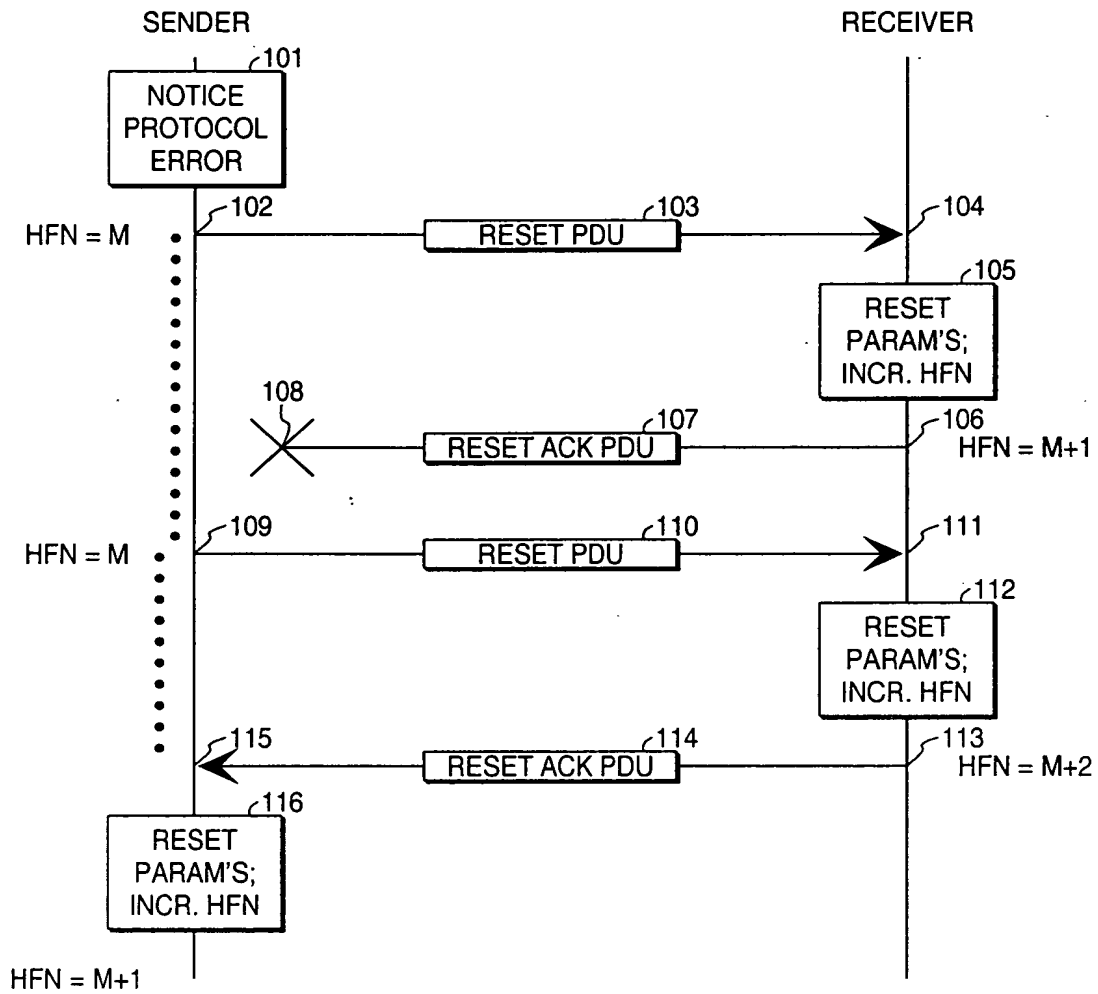 SENDER
RECEIVER
101
NOTICE
PROTOCOL
ERROR
HFN = M
102
103
RESET PDU
104
105
RESET
PARAM'S;
INCR. HFN
108
107
RESET ACK PDU
106
HFN = M+1
HFN = M
109
110
RESET PDU
111
112
RESET
PARAM'S;
INCR. HFN
115
114
RESET ACK PDU
113
HFN = M+2
116
RESET
PARAM'S;
INCR. HFN
HFN = M+1